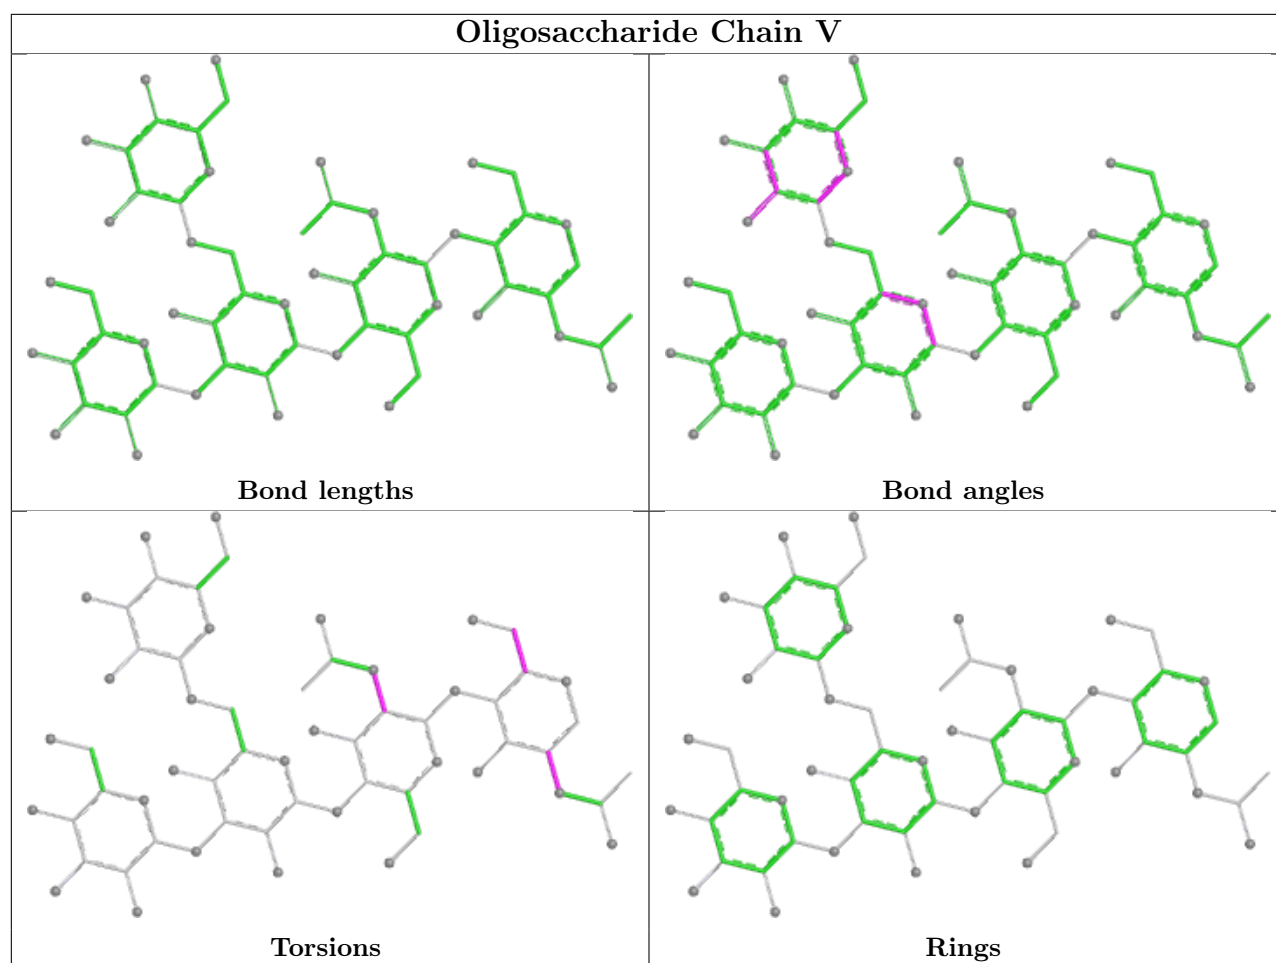 Oligosaccharide Chain V
Bond lengths
Bond angles
Torsions
Rings